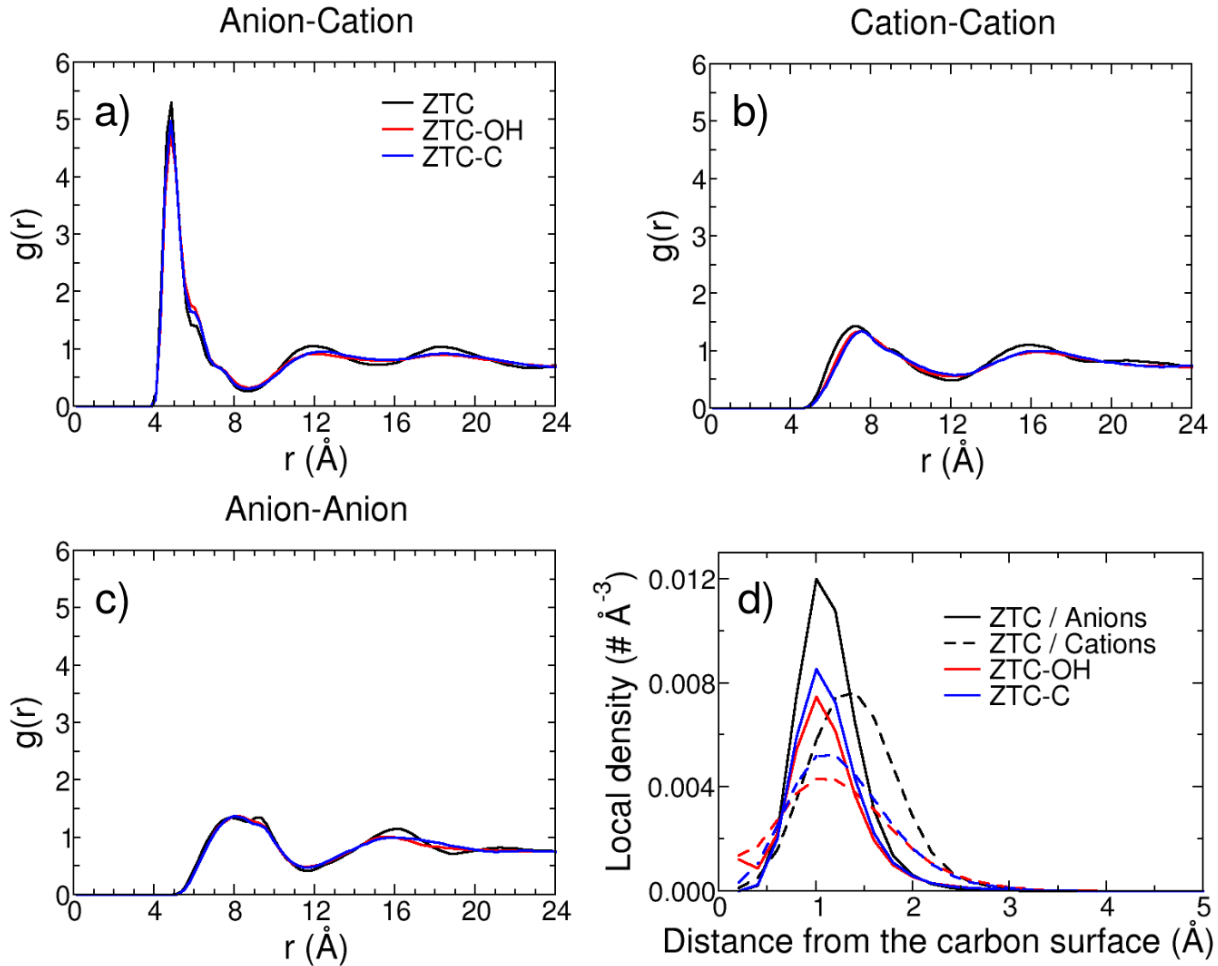 Anion-Cation
a)
ZTC
ZTC-OH
ZTC-C
6
5
4
3
2
1
0
g(r)
0 4 8 12 16 20 24
r (Å)
Cation-Cation
b)
6
5
4
3
2
1
0
g(r)
0 4 8 12 16 20 24
r (Å)
Anion-Anion
c)
6
5
4
3
2
1
0
g(r)
0 4 8 12 16 20 24
r (Å)
d)
ZTC / Anions
ZTC / Cations
ZTC-OH
ZTC-C
0.012
0.008
0.004
0.000
Local density (# Å⁻³)
0 1 2 3 4 5
Distance from the carbon surface (Å)